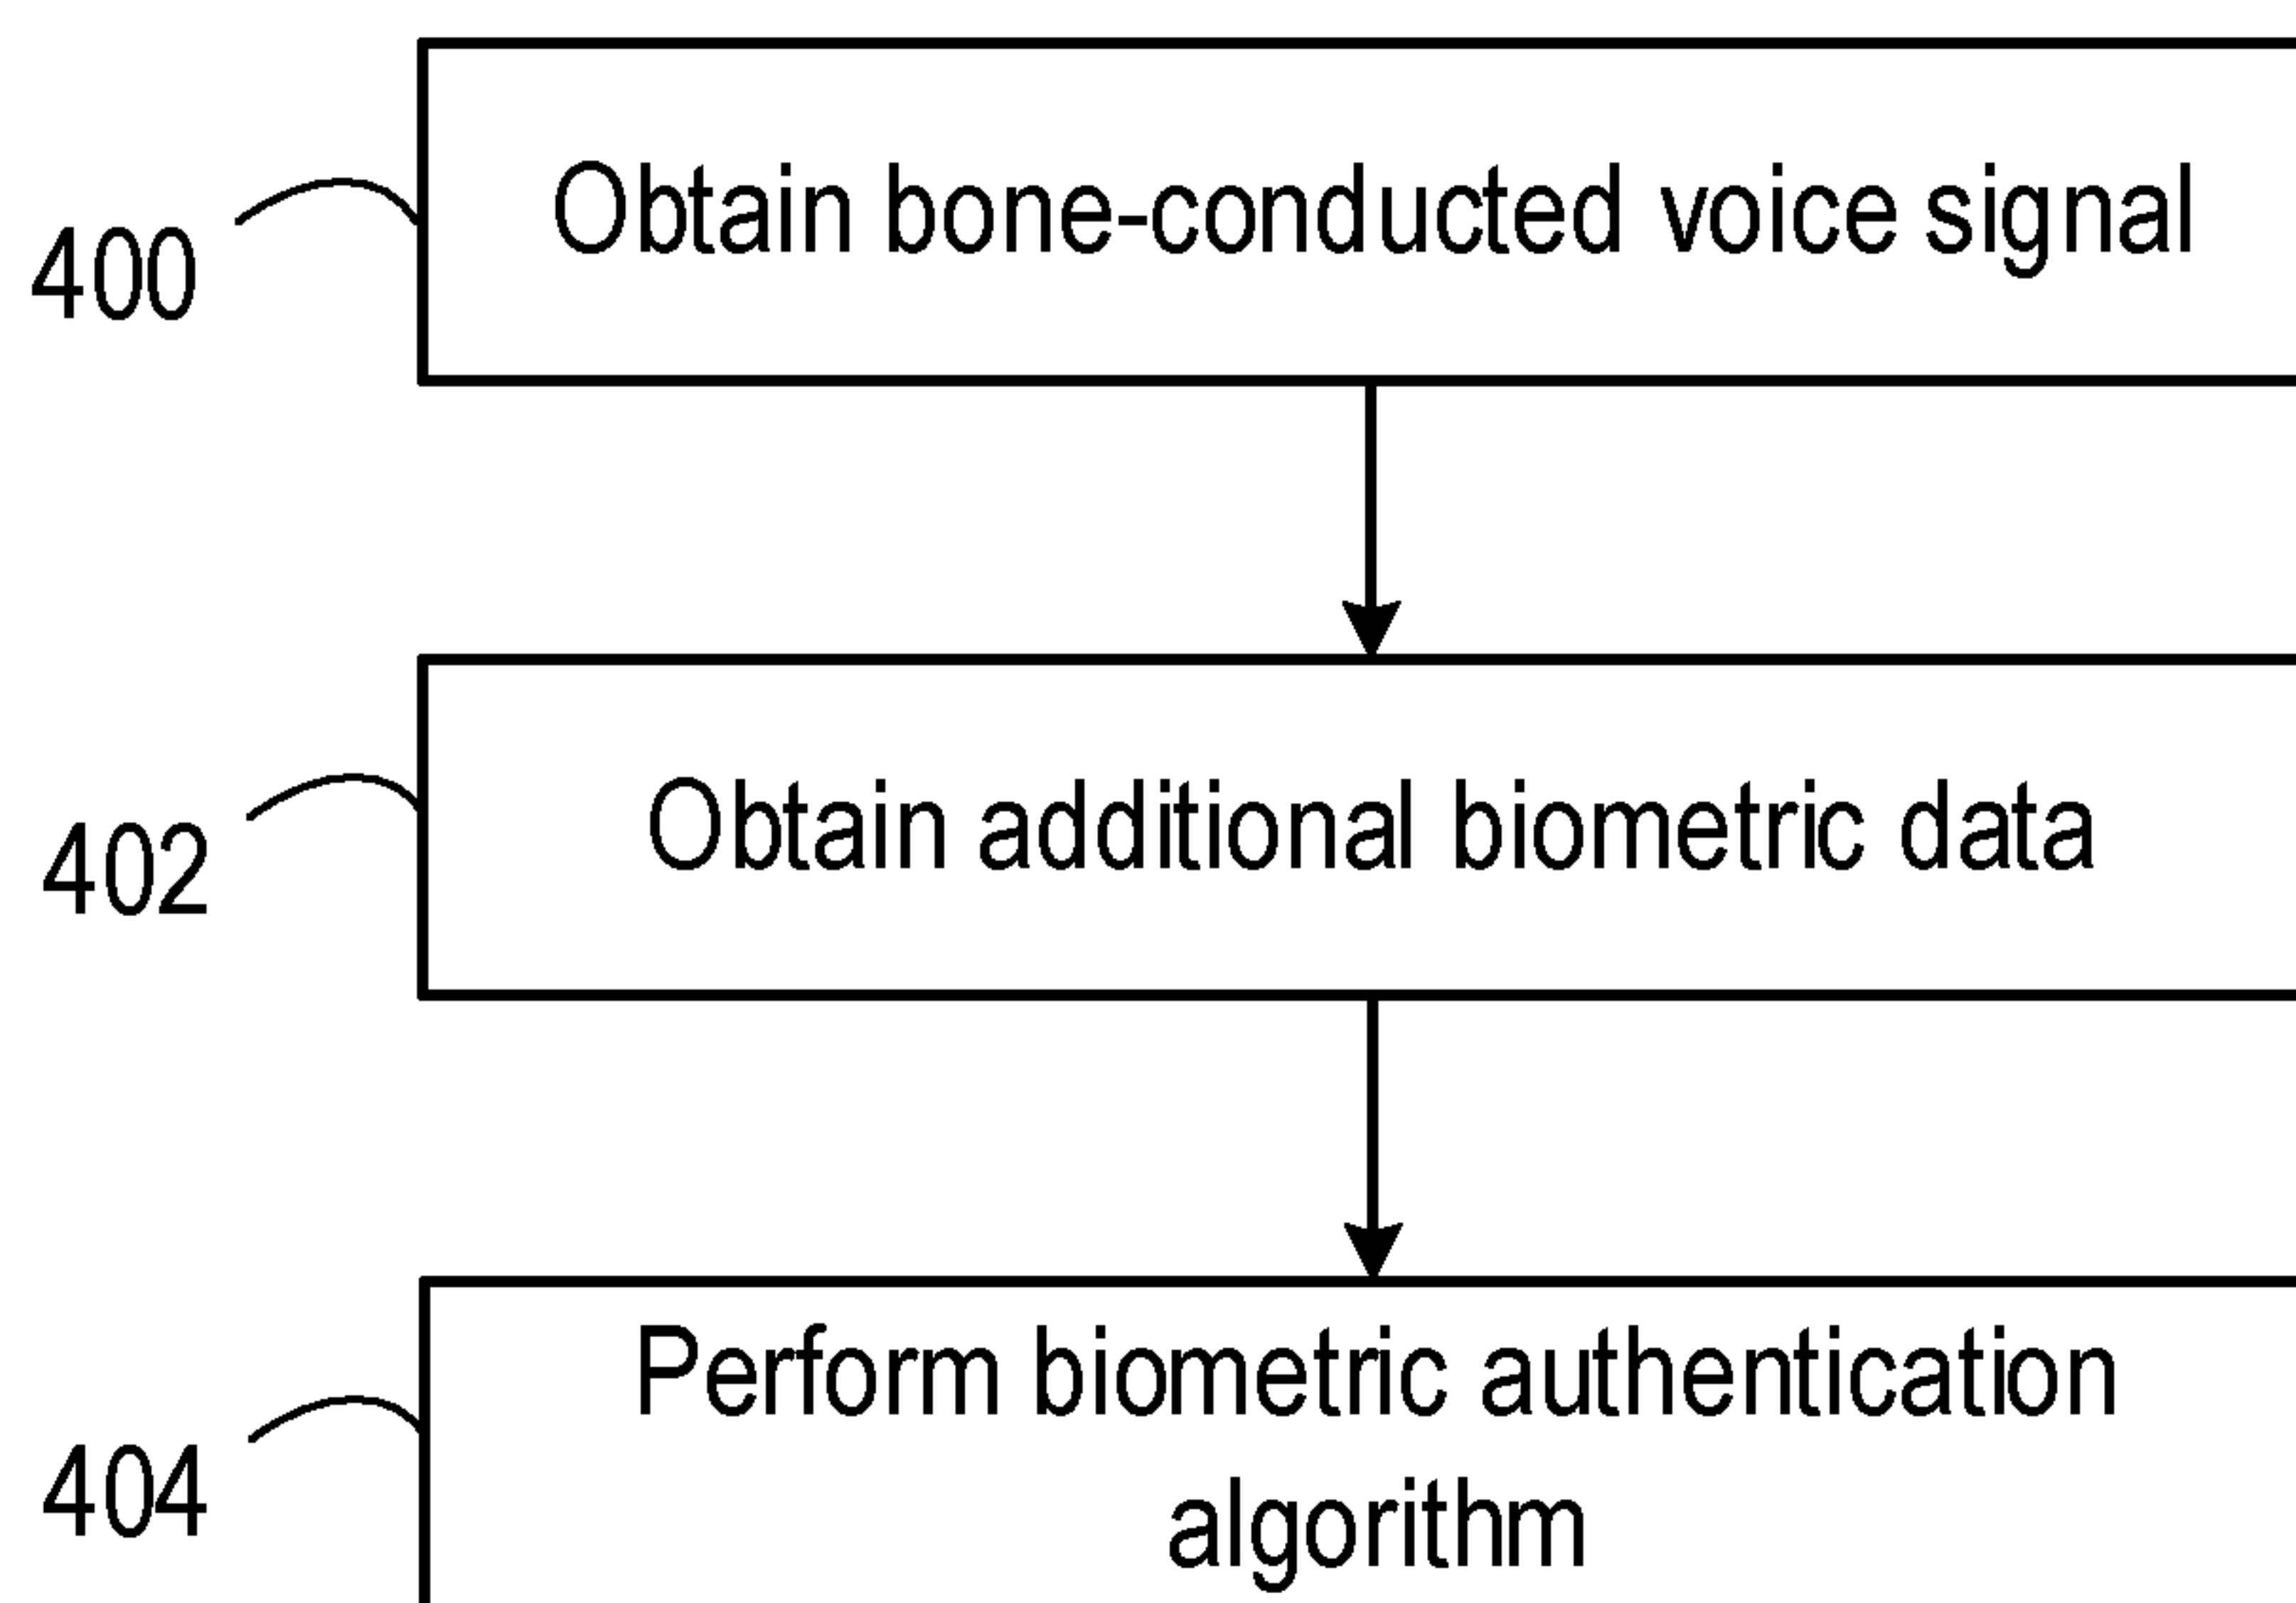 400
Obtain bone-conducted voice signal
402
Obtain additional biometric data
404
Perform biometric authentication
algorithm